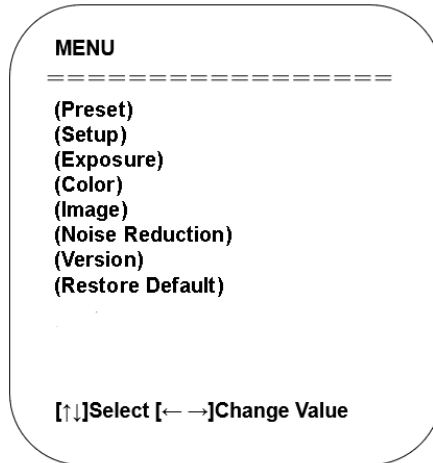 MENU
==================
(Preset)
(Setup)
(Exposure)
(Color)
(Image)
(Noise Reduction)
(Version)
(Restore Default)
[↑↓]Select [← →]Change Value